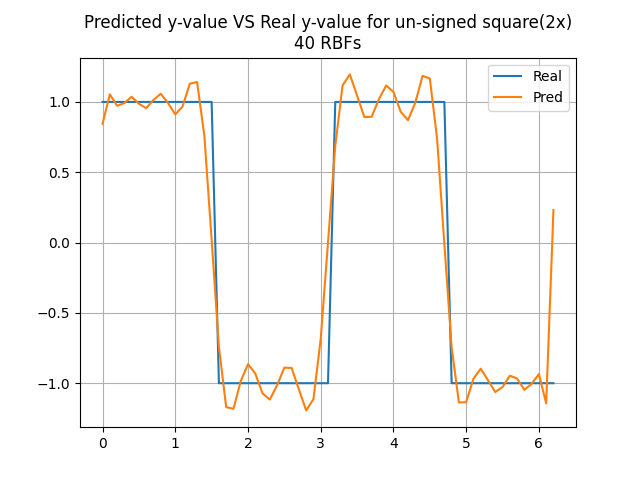 Predicted y-value VS Real y-value for un-signed square(2x)
40 RBFs
Real
Pred
1.0
0.5
0.0
−0.5
−1.0
0 1 2 3 4 5 6